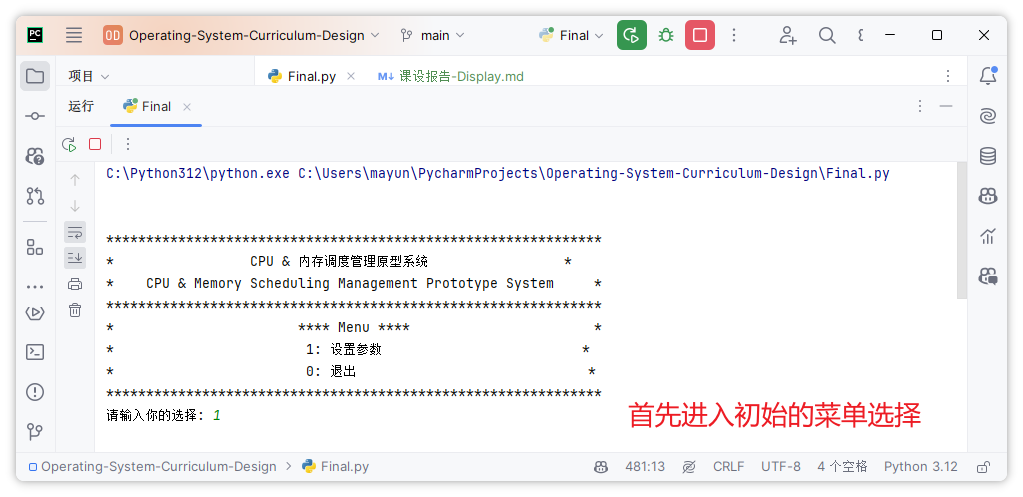 PC OD Operating-System-Curriculum-Design main Final
项目 Final.py M↓ 课设报告-Display.md
运行 Final
C:\Python312\python.exe C:\Users\mayun\PycharmProjects\Operating-System-Curriculum-Design\Final.py
**************************************************************
* CPU & 内存调度管理原型系统 *
* CPU & Memory Scheduling Management Prototype System *
**************************************************************
* **** Menu **** *
* 1: 设置参数 *
* 0: 退出 *
**************************************************************
请输入你的选择: 1
首先进入初始的菜单选择
Operating-System-Curriculum-Design Final.py 481:13 CRLF UTF-8 4 个空格 Python 3.12